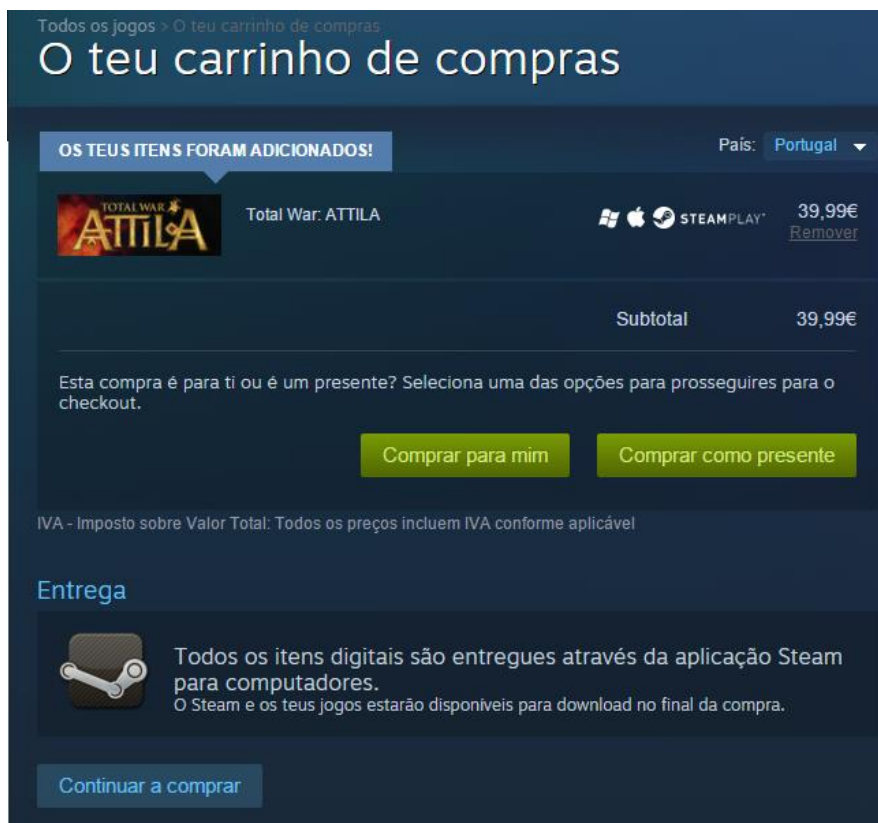 Todos os jogos > O teu carrinho de compras
O teu carrinho de compras
OS TEUS ITENS FORAM ADICIONADOS!
País: Portugal
TOTAL WAR
ATTILA
Total War: ATTILA
STEAMPLAY
39,99€
Remover
Subtotal 39,99€
Esta compra é para ti ou é um presente? Seleciona uma das opções para prosseguires para o
checkout.
Comprar para mim
Comprar como presente
IVA - Imposto sobre Valor Total: Todos os preços incluem IVA conforme aplicável
Entrega
Todos os itens digitais são entregues através da aplicação Steam
para computadores.
O Steam e os teus jogos estarão disponíveis para download no final da compra.
Continuar a comprar